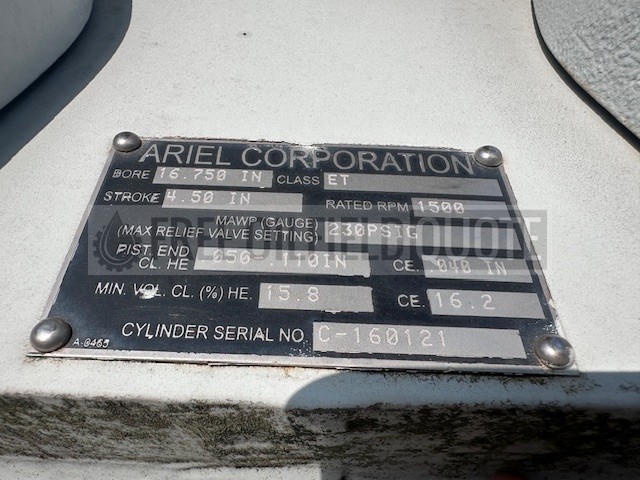 ARIEL CORPORATION
BORE 16.750 IN CLASS ET
STROKE 4.50 IN RATED RPM 1500
MAWP (GAUGE)
(MAX RELIEF VALVE SETTING) 230PSIG
PIST. END
CL. HE .050 .110IN CE. .040 IN
MIN. VOL. CL. (%) HE. 15.8 CE. 16.2
CYLINDER SERIAL NO. C-160121
A-0465